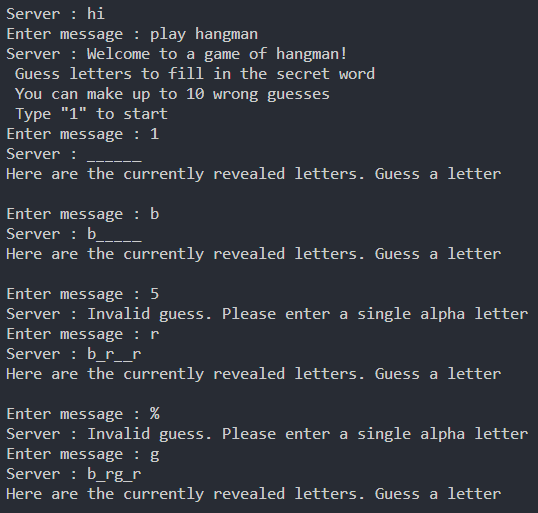 Server : hi
Enter message : play hangman
Server : Welcome to a game of hangman!
Guess letters to fill in the secret word
You can make up to 10 wrong guesses
Type "1" to start
Enter message : 1
Server : ______
Here are the currently revealed letters. Guess a letter
Enter message : b
Server : b_____
Here are the currently revealed letters. Guess a letter
Enter message : 5
Server : Invalid guess. Please enter a single alpha letter
Enter message : r
Server : b_r__r
Here are the currently revealed letters. Guess a letter
Enter message : %
Server : Invalid guess. Please enter a single alpha letter
Enter message : g
Server : b_rg_r
Here are the currently revealed letters. Guess a letter